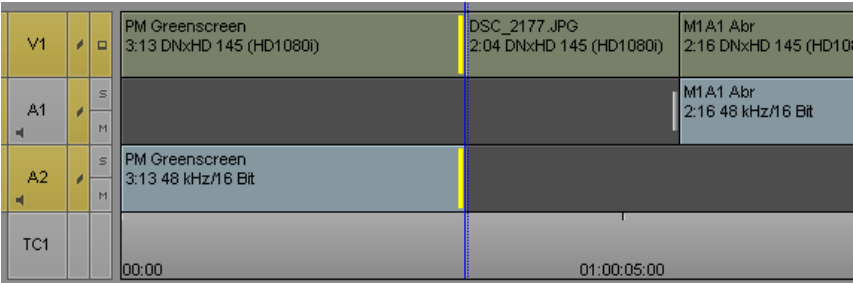 V1
PM Greenscreen
3:13 DNxHD 145 (HD1080i)
DSC_2177.JPG
2:04 DNxHD 145 (HD1080i)
M1A1 Abr
2:16 DNxHD 145 (HD10
A1
S
M
M1A1 Abr
2:16 48 kHz/16 Bit
A2
S
M
PM Greenscreen
3:13 48 kHz/16 Bit
TC1
00:00
01:00:05:00